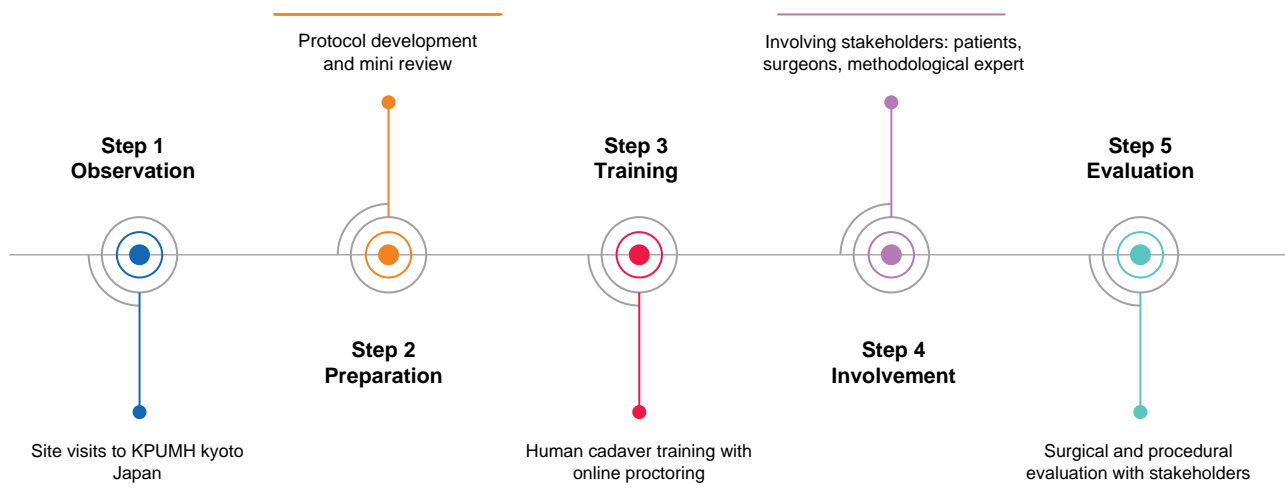 Step 1
Observation
Site visits to KPUMH kyoto
Japan
Protocol development
and mini review
Step 2
Preparation
Step 3
Training
Human cadaver training with
online proctoring
Involving stakeholders: patients,
surgeons, methodological expert
Step 4
Involvement
Step 5
Evaluation
Surgical and procedural
evaluation with stakeholders